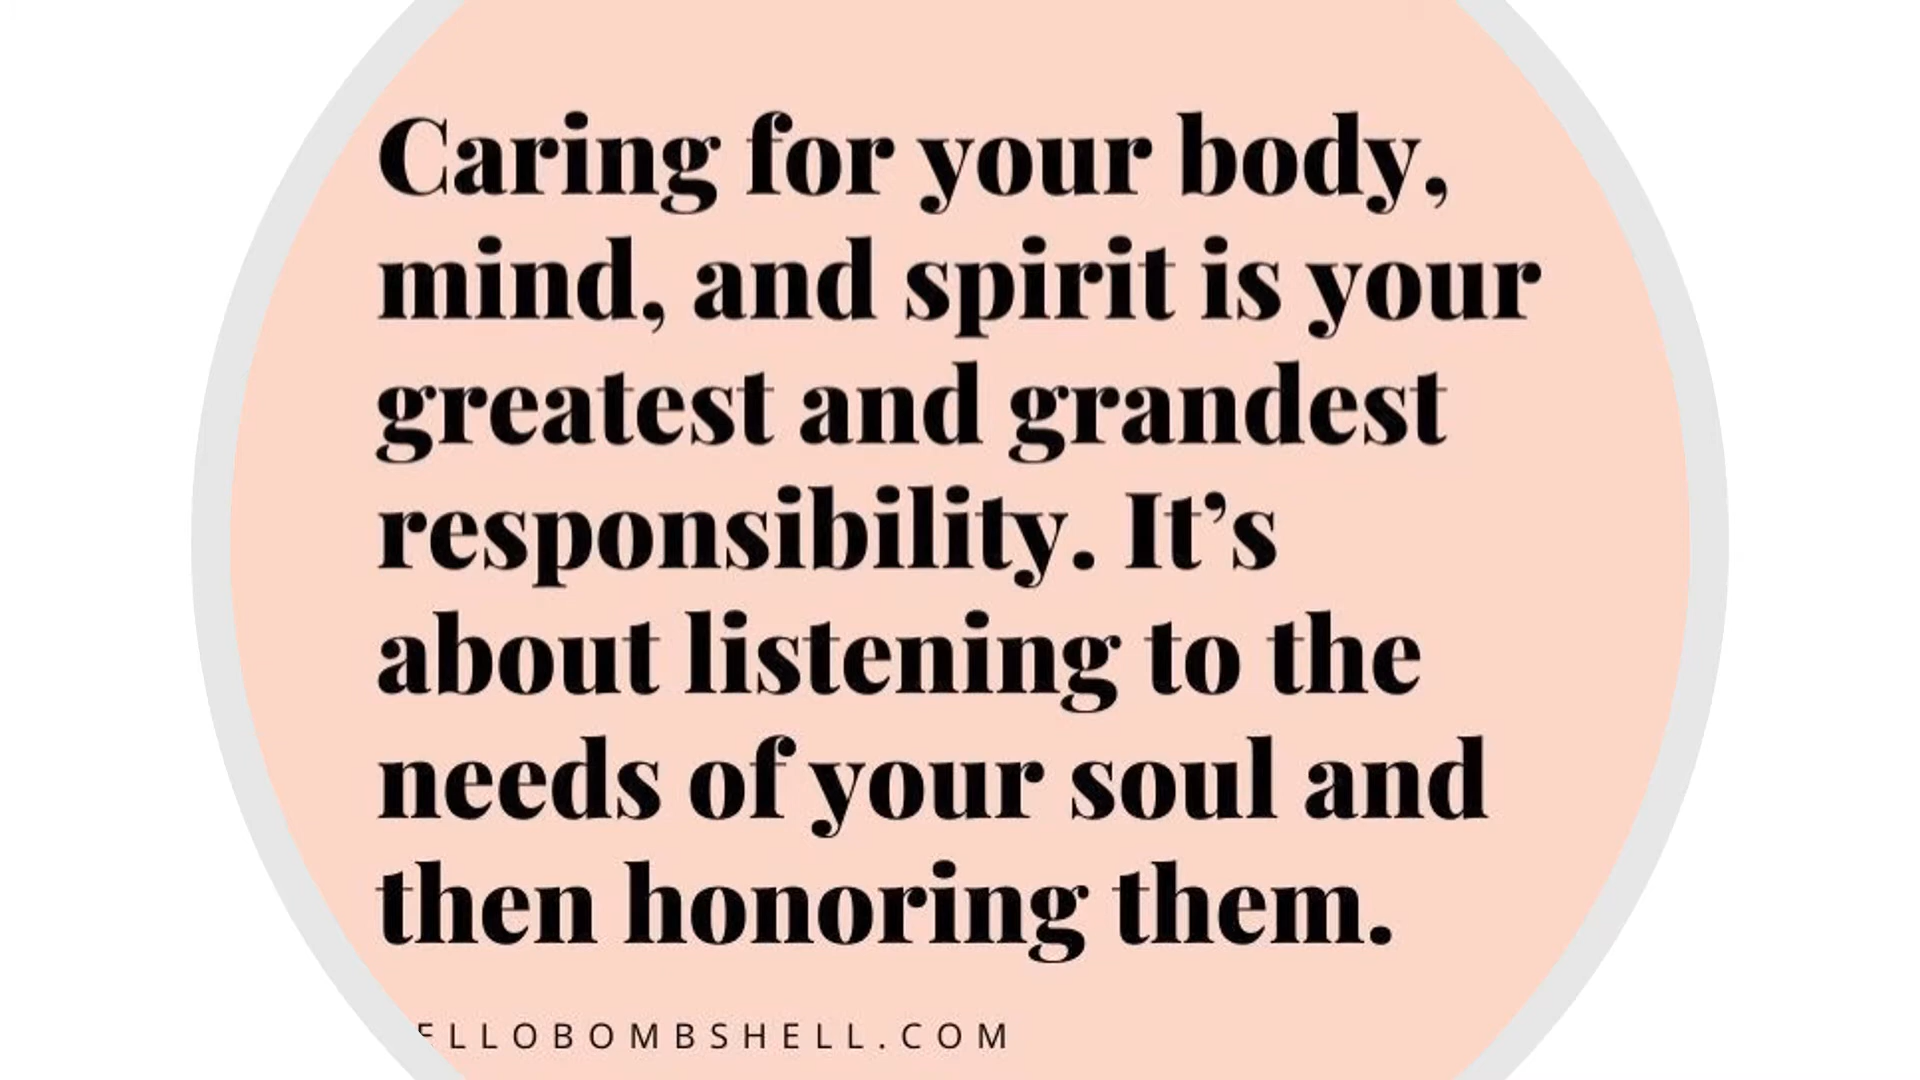 Caring for your body,
mind, and spirit is your
greatest and grandest
responsibility. It’s
about listening to the
needs of your soul and
then honoring them.
ELLOBOMBSHELL.COM